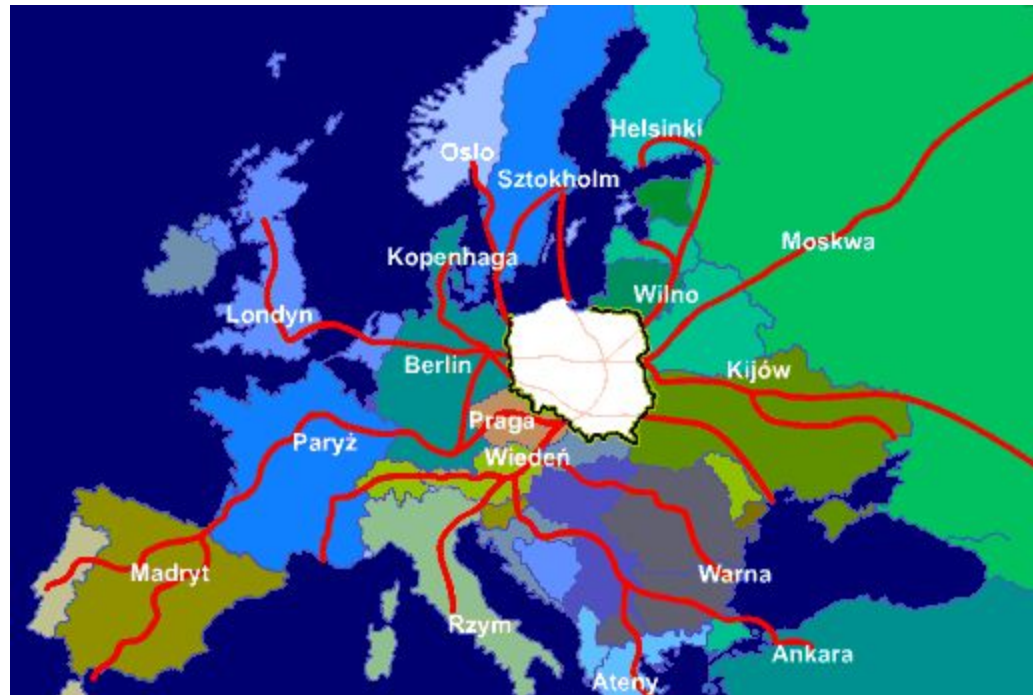 Helsinki
Oslo
Sztokholm
Moskwa
Kopenhaga
Wilno
Londyn
Berlin
Kijów
Praga
Paryż
Wiedeń
Madryt
Warna
Rzym
Ankara
Ateny